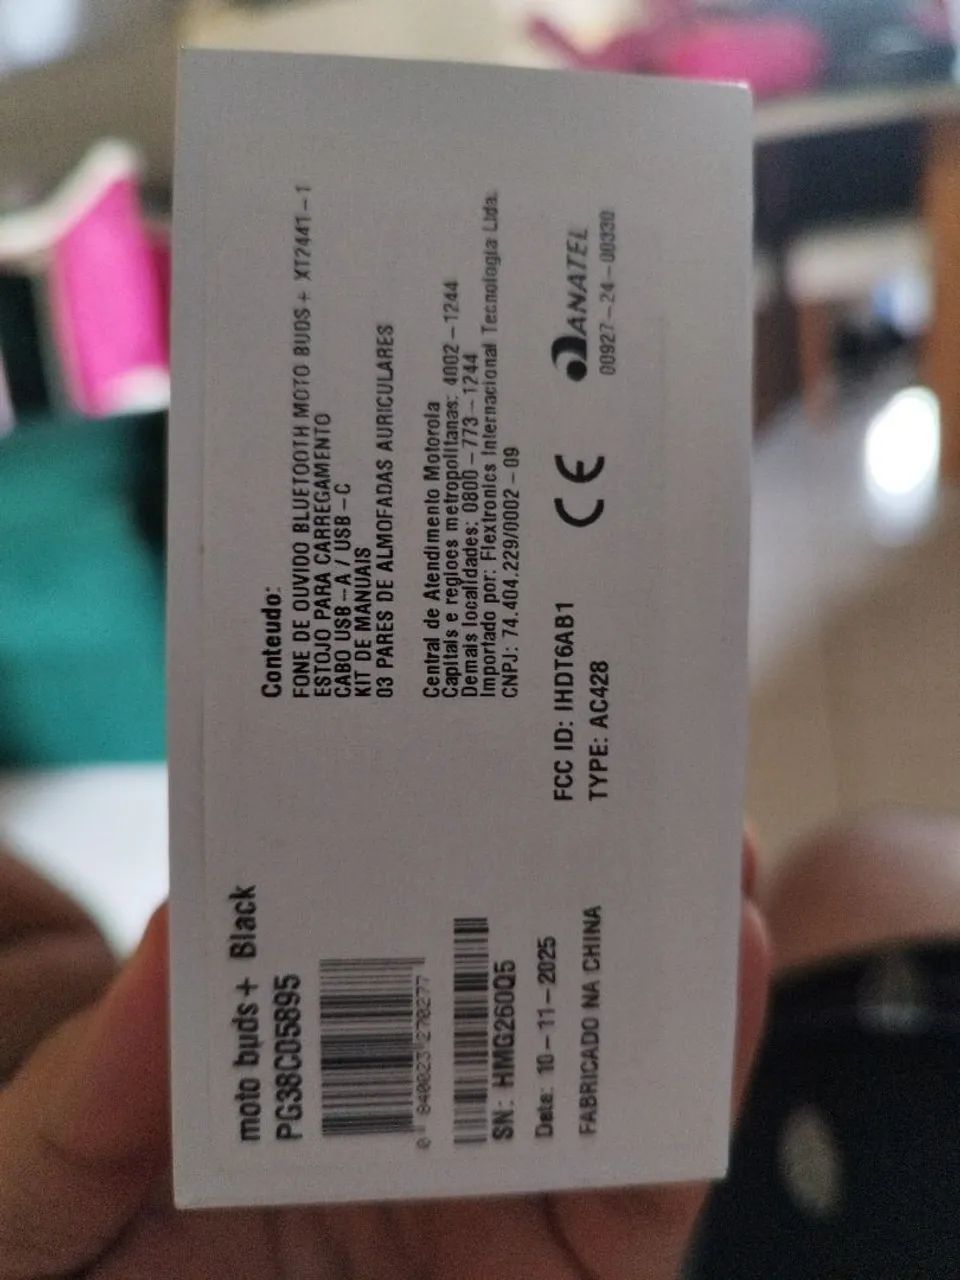 moto buds+ Black
PG38C05895
0 840023 270277
SN: HMG260Q5
Date: 10-11-2025
FABRICADO NA CHINA
Conteudo:
FONE DE OUVIDO BLUETOOTH MOTO BUDS+ XT2441-1
ESTOJO PARA CARREGAMENTO
CABO USB-A / USB-C
KIT DE MANUAIS
03 PARES DE ALMOFADAS AURICULARES
Central de Atendimento Motorola
Capitais e regioes metropolitanas: 4002-1244
Demais localidades: 0800-773-1244
Importado por: Flextronics Internacional Tecnologia Ltda.
CNPJ: 74.404.229/0002-09
FCC ID: IHDT6AB1
TYPE: AC428
CE
ANATEL
00927-24-00330